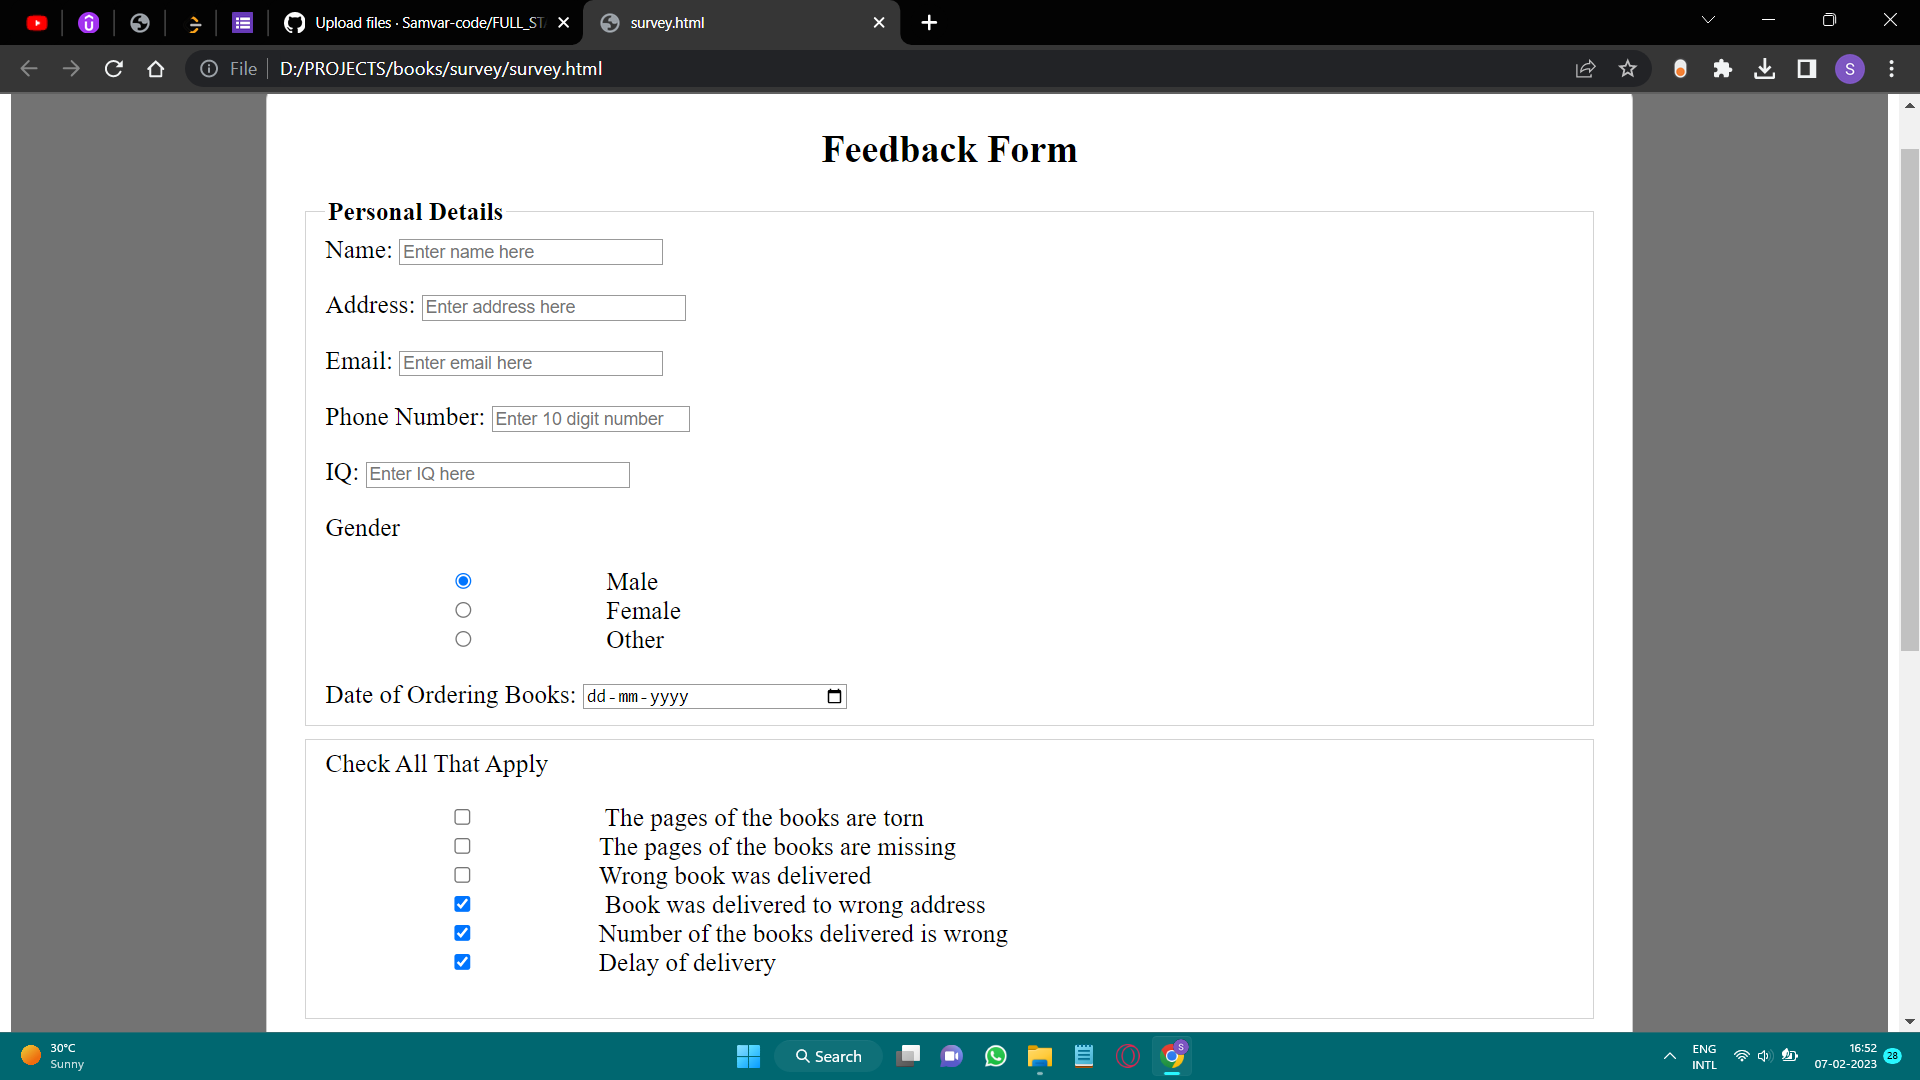 Upload files · Samvar-code/FULL_ST
survey.html
File
D:/PROJECTS/books/survey/survey.html
S
Feedback Form
Personal Details
Name: Enter name here
Address: Enter address here
Email: Enter email here
Phone Number: Enter 10 digit number
IQ: Enter IQ here
Gender
Male
Female
Other
Date of Ordering Books: dd-mm-yyyy
Check All That Apply
The pages of the books are torn
The pages of the books are missing
Wrong book was delivered
Book was delivered to wrong address
Number of the books delivered is wrong
Delay of delivery
30°C
Sunny
Search
S
ENG
INTL
16:52
07-02-2023
28